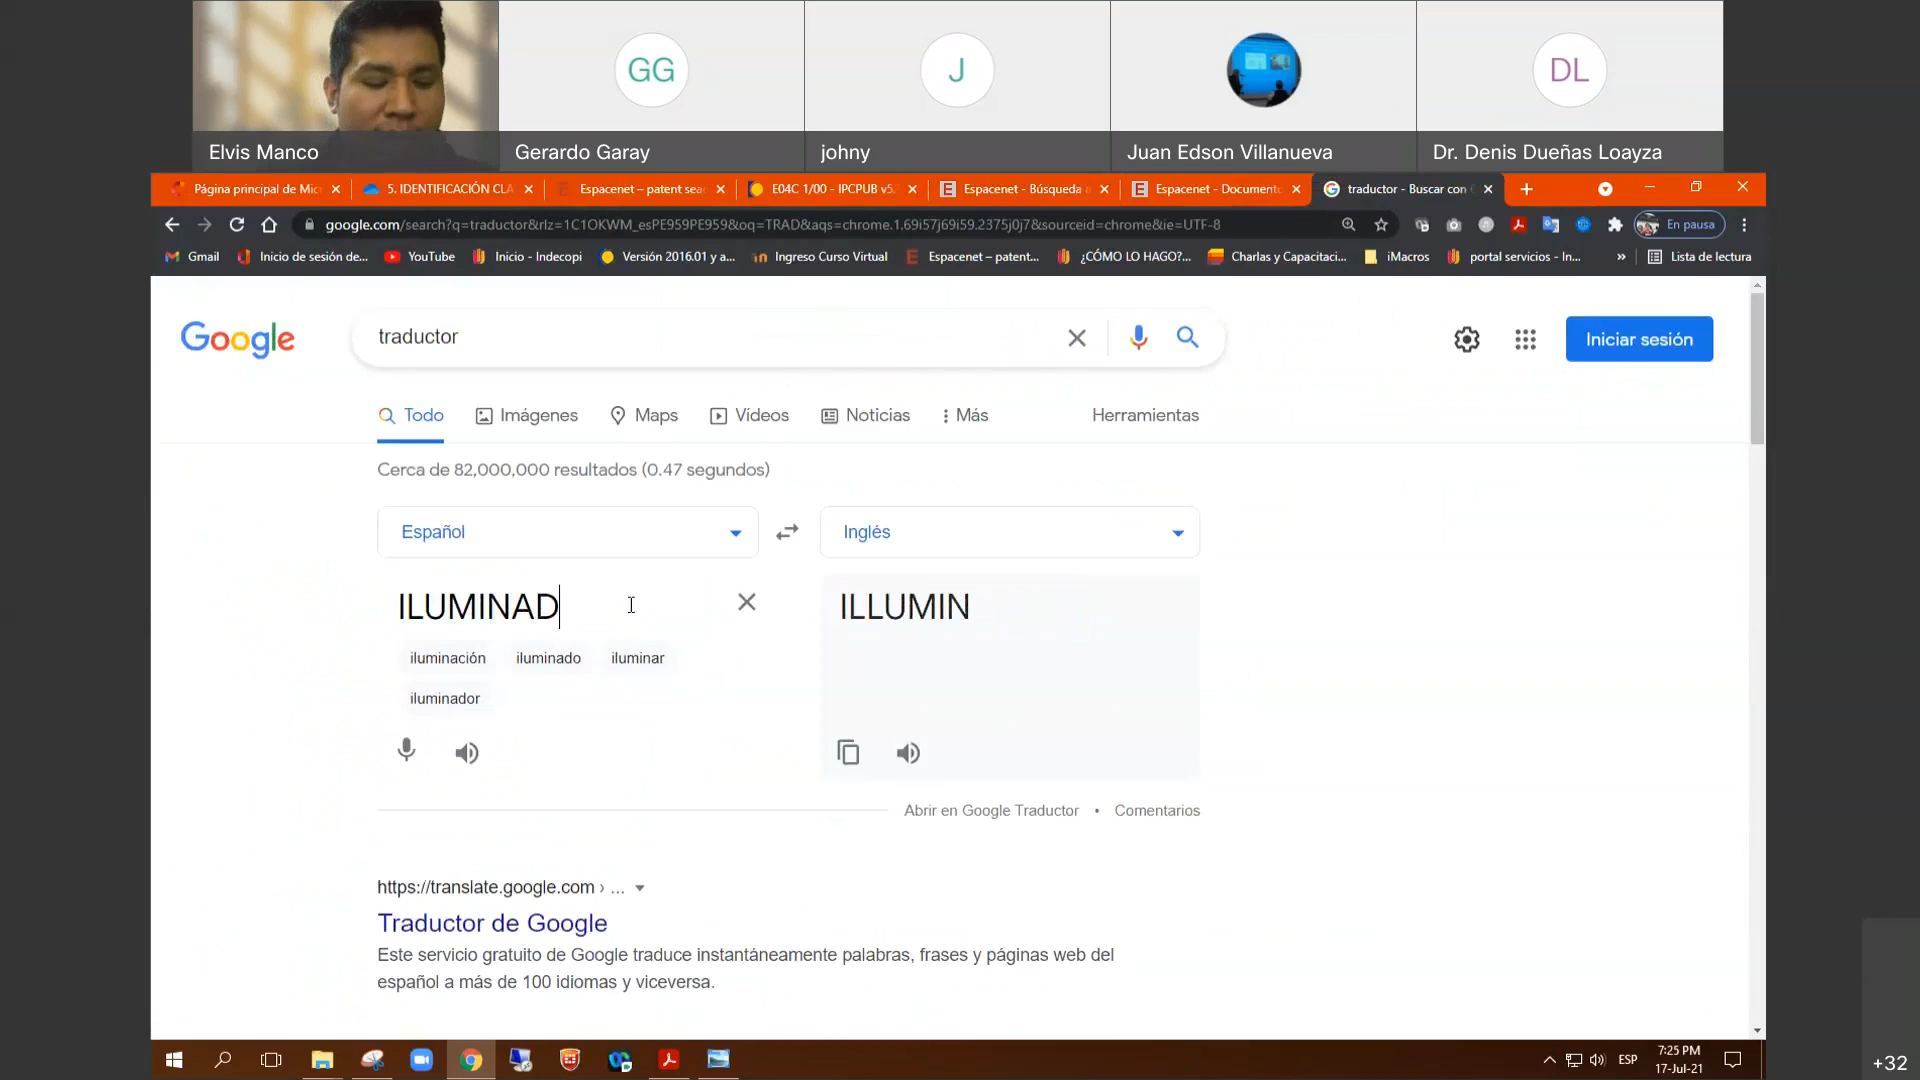 GG
J
DL
Elvis Manco
Gerardo Garay
johny
Juan Edson Villanueva
Dr. Denis Dueñas Loayza
Página principal de Mic
5. IDENTIFICACIÓN CLA
Espacenet – patent sea
E04C 1/00 - IPCPUB v5.
Espacenet - Búsqueda a
Espacenet - Documento
traductor - Buscar con G
google.com/search?q=traductor&rlz=1C1OKWM_esPE959PE959&oq=TRAD&aqs=chrome.1.69i57j69i59.2375j0j7&sourceid=chrome&ie=UTF-8
En pausa
Gmail
Inicio de sesión de...
YouTube
Inicio - Indecopi
Versión 2016.01 y a...
Ingreso Curso Virtual
Espacenet – patent...
¿CÓMO LO HAGO?...
Charlas y Capacitaci...
iMacros
portal servicios - In...
»
Lista de lectura
Google
traductor
Iniciar sesión
Todo
Imágenes
Maps
Videos
Noticias
Más
Herramientas
Cerca de 82,000,000 resultados (0.47 segundos)
Español
Inglés
ILUMINAD
ILLUMIN
iluminación
iluminado
iluminar
iluminador
Abrir en Google Traductor • Comentarios
https://translate.google.com › ...
Traductor de Google
Este servicio gratuito de Google traduce instantáneamente palabras, frases y páginas web del
español a más de 100 idiomas y viceversa.
ESP
7:25 PM
17-Jul-21
+32